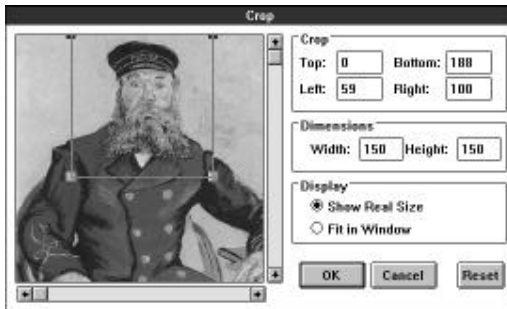 Crop
Crop
Top: 0 Bottom: 188
Left: 59 Right: 100
Dimensions
Width: 150 Height: 150
Display
Show Real Size
Fit in Window
OK Cancel Reset